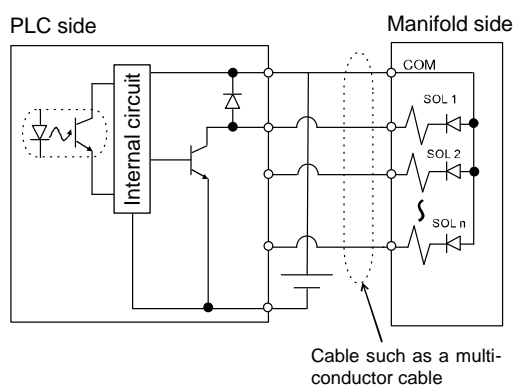 PLC side
Manifold side
Internal circuit
COM
SOL 1
SOL 2
SOL n
Cable such as a multi-
conductor cable